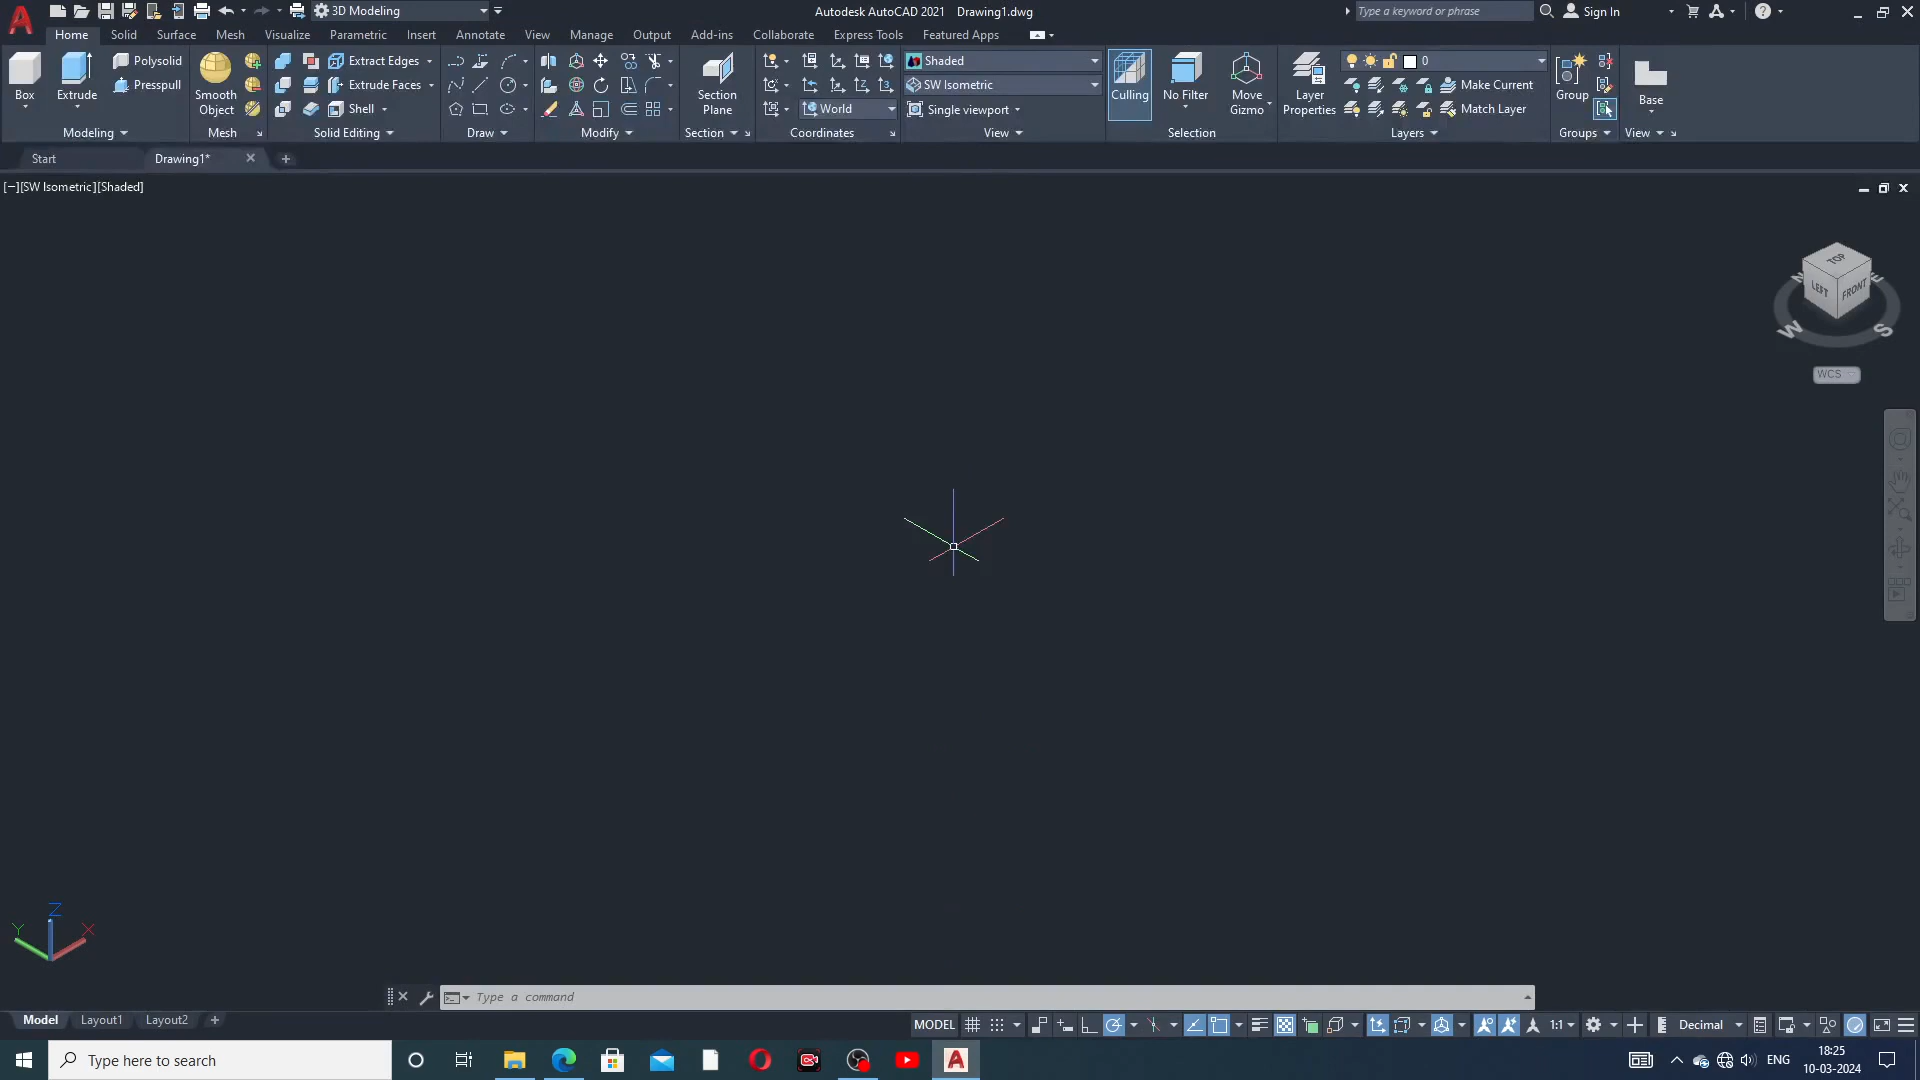 3D Modeling
Autodesk AutoCAD 2021 Drawing1.dwg
Type a keyword or phrase
Sign In
Home Solid Surface Mesh Visualize Parametric Insert Annotate View Manage Output Add-ins Collaborate Express Tools Featured Apps
Box
Extrude
Polysolid
Presspull
Modeling
Smooth
Object
Mesh
Extract Edges
Extrude Faces
Shell
Solid Editing
Draw
Modify
Section
Plane
Section
World
Coordinates
Shaded
SW Isometric
Single viewport
View
Culling
No Filter
Move
Gizmo
Selection
Layer
Properties
0
Make Current
Match Layer
Layers
Group
Groups
Base
View
Start
Drawing1*
[−][SW Isometric][Shaded]
TOP
LEFT
FRONT
N
E
W
S
WCS
Z
Y
X
Type a command
Model
Layout1
Layout2
MODEL
1:1
Decimal
Type here to search
ENG
18:25
10-03-2024